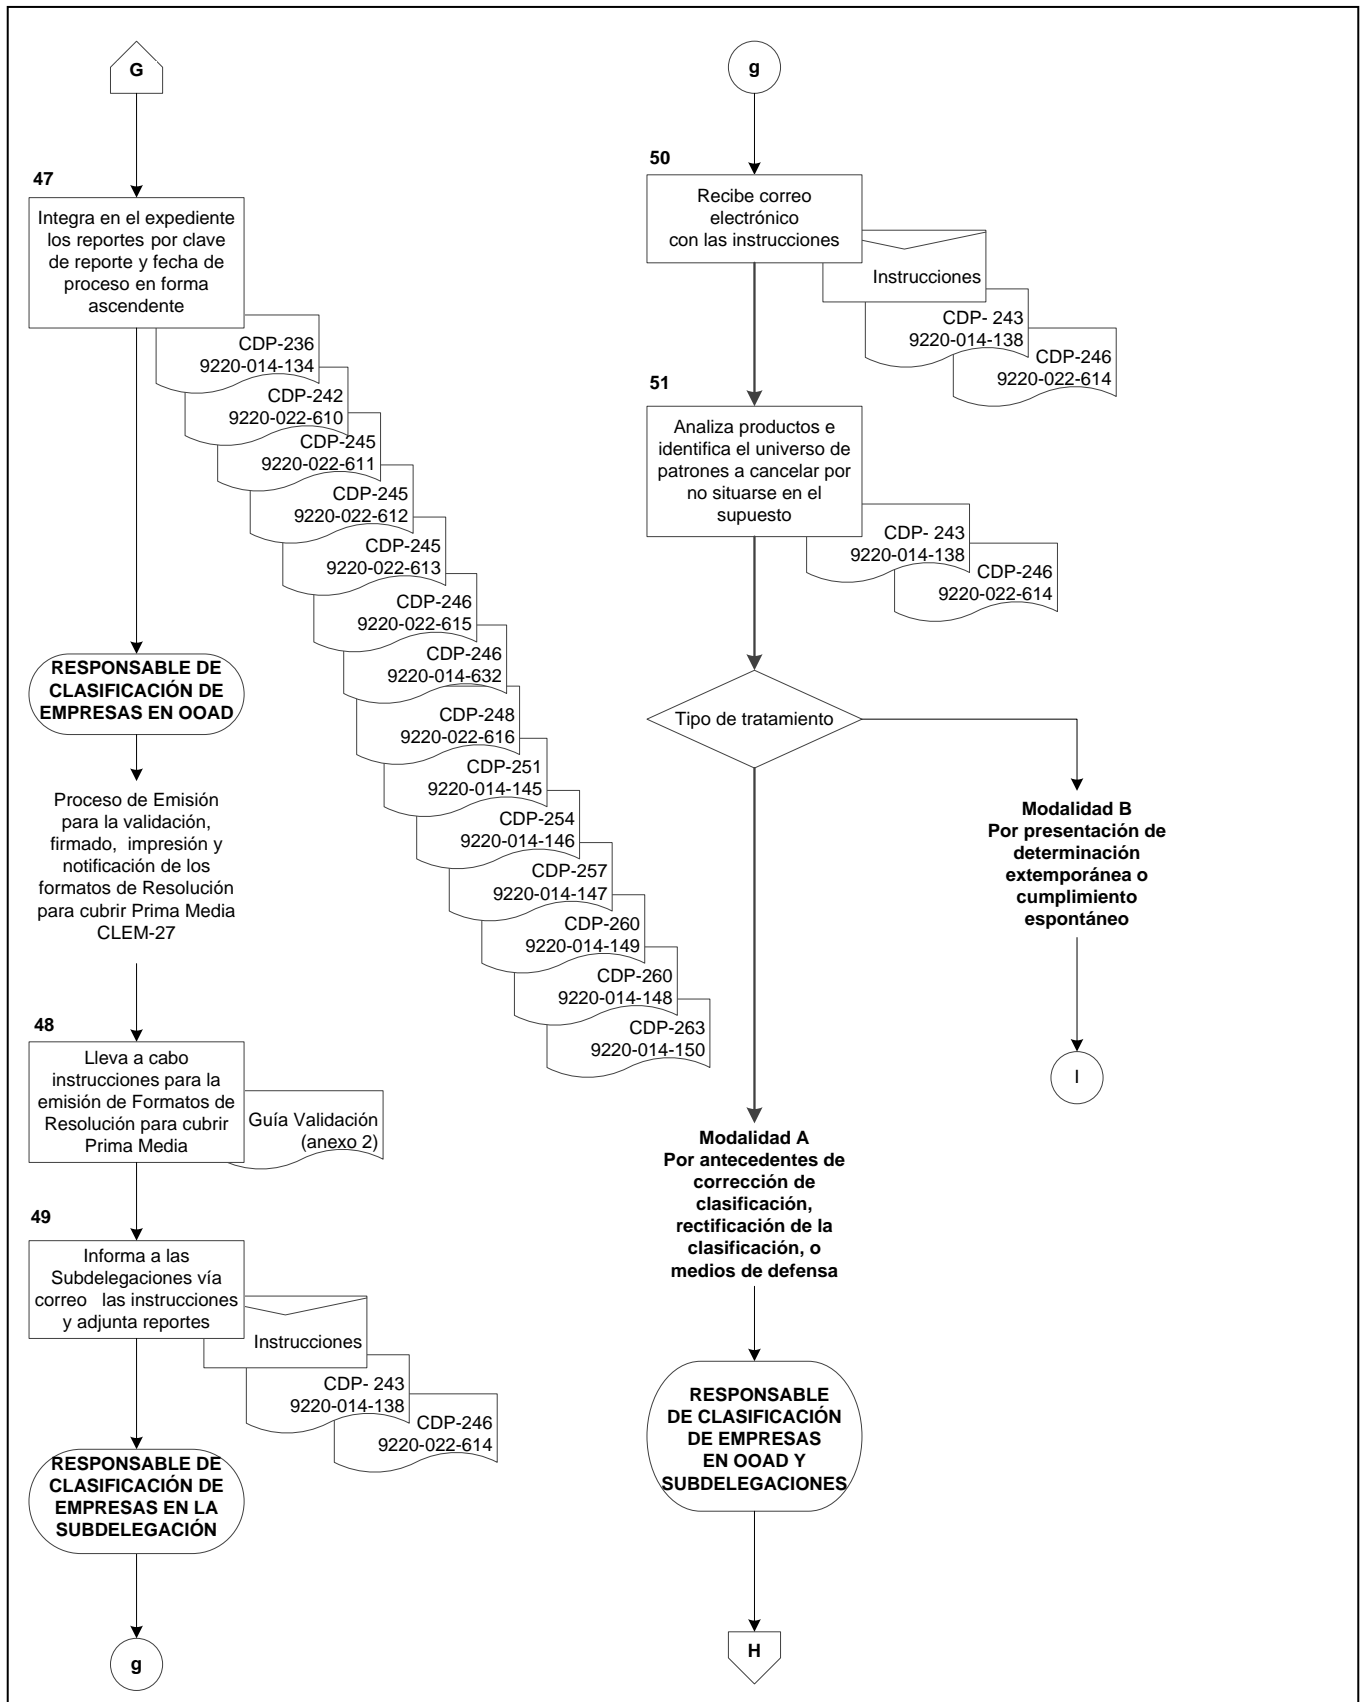 G
47
Integra en el expediente
los reportes por clave
de reporte y fecha de
proceso en forma
ascendente
CDP-236
9220-014-134
CDP-242
9220-022-610
CDP-245
9220-022-611
CDP-245
9220-022-612
CDP-245
9220-022-613
CDP-246
9220-022-615
CDP-246
9220-014-632
CDP-248
9220-022-616
CDP-251
9220-014-145
CDP-254
9220-014-146
CDP-257
9220-014-147
CDP-260
9220-014-149
CDP-260
9220-014-148
CDP-263
9220-014-150
RESPONSABLE DE
CLASIFICACIÓN DE
EMPRESAS EN OOAD
Proceso de Emisión
para la validación,
firmado, impresión y
notificación de los
formatos de Resolución
para cubrir Prima Media
CLEM-27
48
Lleva a cabo
instrucciones para la
emisión de Formatos de
Resolución para cubrir
Prima Media
Guía Validación
(anexo 2)
49
Informa a las
Subdelegaciones vía
correo las instrucciones
y adjunta reportes
Instrucciones
CDP- 243
9220-014-138
CDP-246
9220-022-614
RESPONSABLE DE
CLASIFICACIÓN DE
EMPRESAS EN LA
SUBDELEGACIÓN
g
g
50
Recibe correo
electrónico
con las instrucciones
Instrucciones
CDP- 243
9220-014-138
CDP-246
9220-022-614
51
Analiza productos e
identifica el universo de
patrones a cancelar por
no situarse en el
supuesto
CDP- 243
9220-014-138
CDP-246
9220-022-614
Tipo de tratamiento
Modalidad B
Por presentación de
determinación
extemporánea o
cumplimiento
espontáneo
I
Modalidad A
Por antecedentes de
corrección de
clasificación,
rectificación de la
clasificación, o
medios de defensa
RESPONSABLE
DE CLASIFICACIÓN
DE EMPRESAS
EN OOAD Y
SUBDELEGACIONES
H